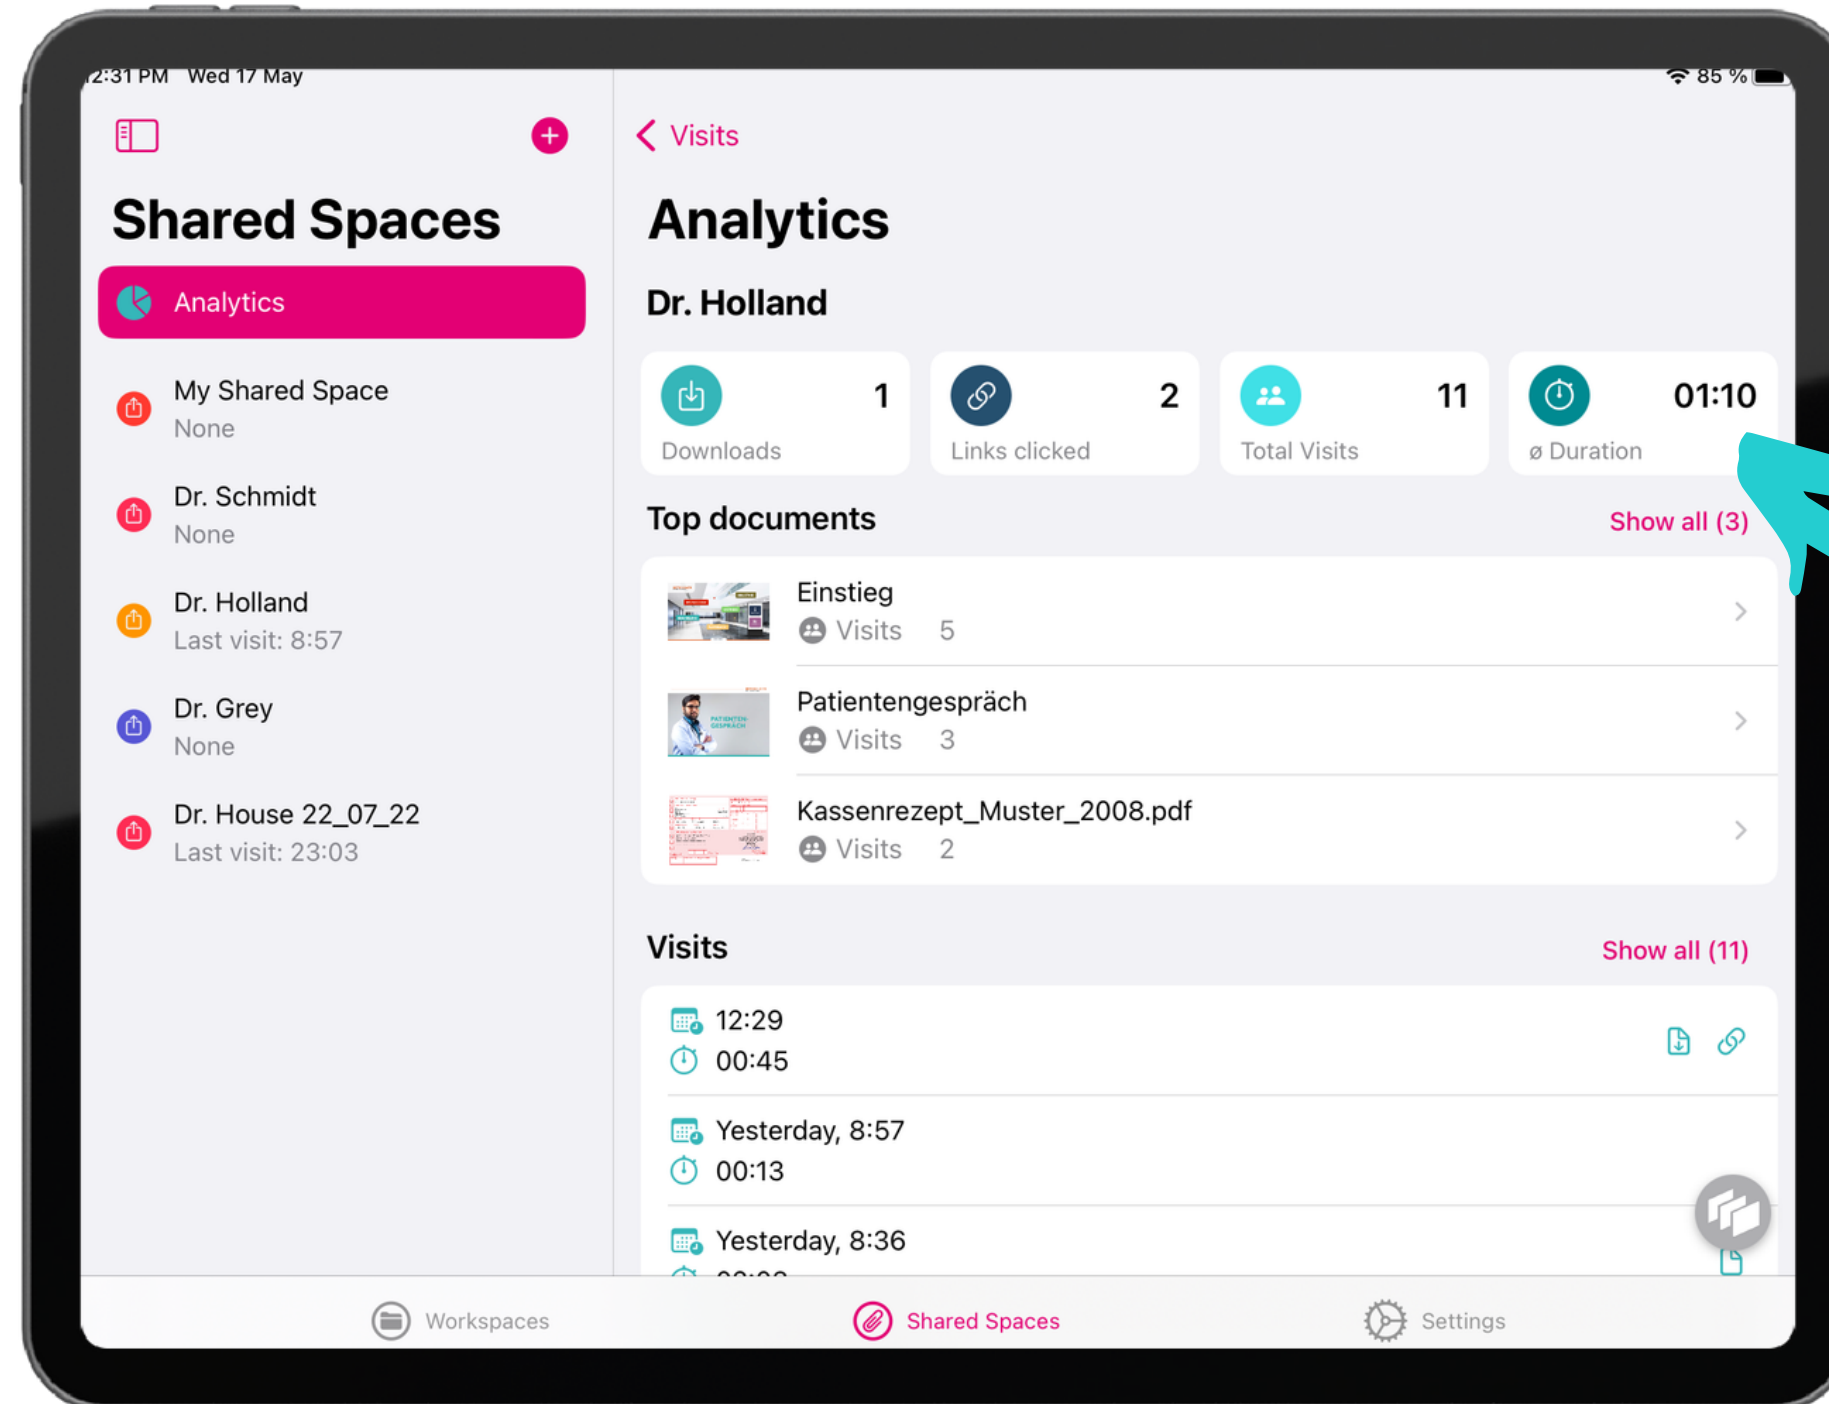 12:31 PM Wed 17 May
85 %
Shared Spaces
Analytics
My Shared Space
None
Dr. Schmidt
None
Dr. Holland
Last visit: 8:57
Dr. Grey
None
Dr. House 22_07_22
Last visit: 23:03
Visits
Analytics
Dr. Holland
1
Downloads
2
Links clicked
11
Total Visits
01:10
ø Duration
Top documents
Show all (3)
Einstieg
Visits 5
PATIENTEN-
GESPRÄCH
Patientengespräch
Visits 3
Kassenrezept_Muster_2008.pdf
Visits 2
Visits
Show all (11)
12:29
00:45
Yesterday, 8:57
00:13
Yesterday, 8:36
Workspaces
Shared Spaces
Settings